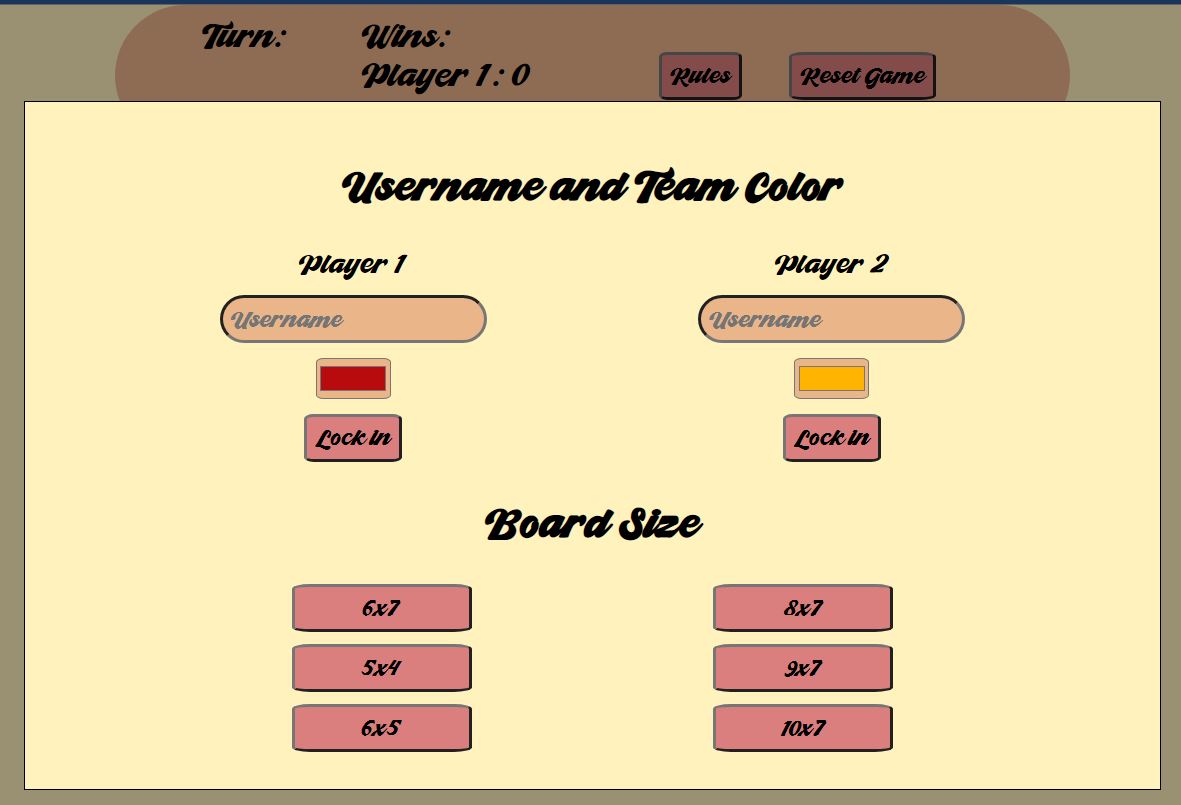 Turn:
Wins:
Player 1 : 0
Rules
Reset Game
Username and Team Color
Player 1
Player 2
Username
Username
Lock in
Lock in
Board Size
6x7
8x7
5x4
9x7
6x5
10x7